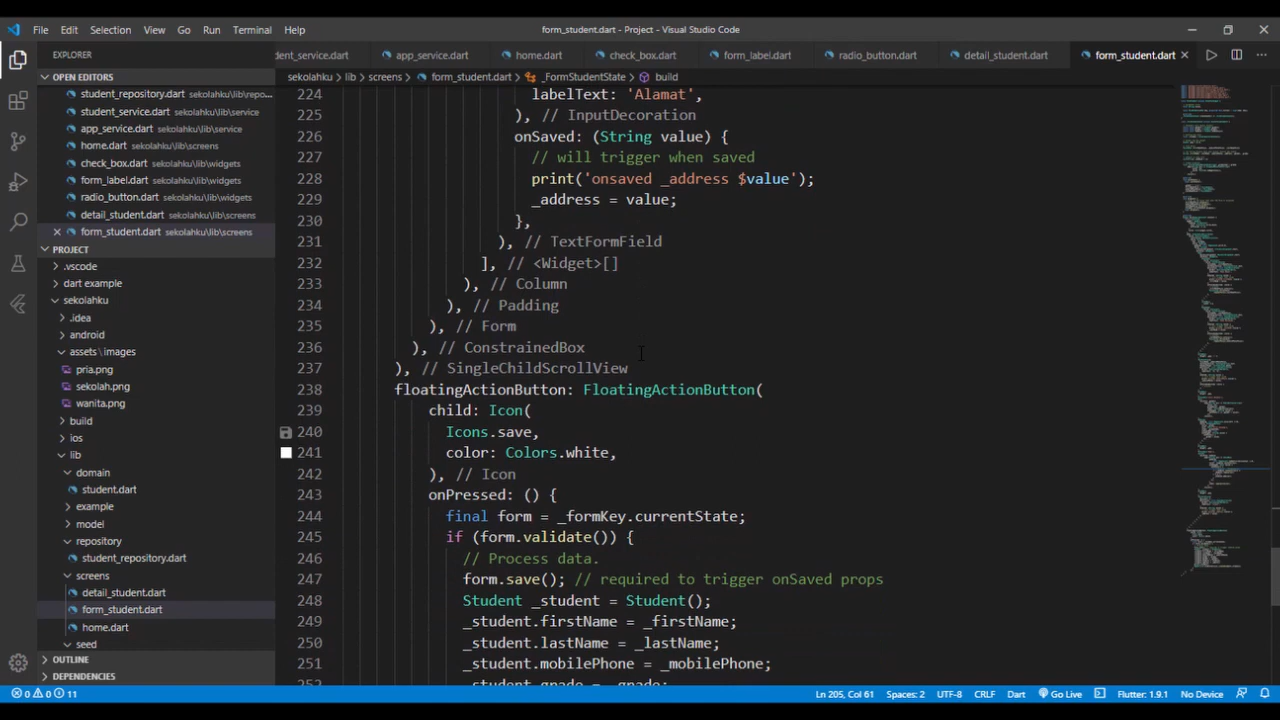 File Edit Selection View Go Run Terminal Help
form_student.dart - Project - Visual Studio Code
EXPLORER
dent_service.dart app_service.dart home.dart check_box.dart form_label.dart radio_button.dart detail_student.dart form_student.dart
OPEN EDITORS
student_repository.dart sekolahku\lib\repo...
student_service.dart sekolahku\lib\service
app_service.dart sekolahku\lib\service
home.dart sekolahku\lib\screens
check_box.dart sekolahku\lib\widgets
form_label.dart sekolahku\lib\widgets
radio_button.dart sekolahku\lib\widgets
detail_student.dart sekolahku\lib\screens
form_student.dart sekolahku\lib\screens
PROJECT
.vscode
dart example
sekolahku
.idea
android
assets\images
pria.png
sekolah.png
wanita.png
build
ios
lib
domain
student.dart
example
model
repository
student_repository.dart
screens
detail_student.dart
form_student.dart
home.dart
seed
OUTLINE
DEPENDENCIES
sekolahku > lib > screens > form_student.dart > _FormStudentState > build
224 labelText: 'Alamat',
225 ), // InputDecoration
226 onSaved: (String value) {
227 // will trigger when saved
228 print('onsaved _address $value');
229 _address = value;
230 },
231 ), // TextFormField
232 ], // <Widget>[]
233 ), // Column
234 ), // Padding
235 ), // Form
236 ), // ConstrainedBox
237 ), // SingleChildScrollView
238 floatingActionButton: FloatingActionButton(
239 child: Icon(
240 Icons.save,
241 color: Colors.white,
242 ), // Icon
243 onPressed: () {
244 final form = _formKey.currentState;
245 if (form.validate()) {
246 // Process data.
247 form.save(); // required to trigger onSaved props
248 Student _student = Student();
249 _student.firstName = _firstName;
250 _student.lastName = _lastName;
251 _student.mobilePhone = _mobilePhone;
252 _student.grade = _grade;
0 0 11 Ln 205, Col 61 Spaces: 2 UTF-8 CRLF Dart Go Live Flutter: 1.9.1 No Device